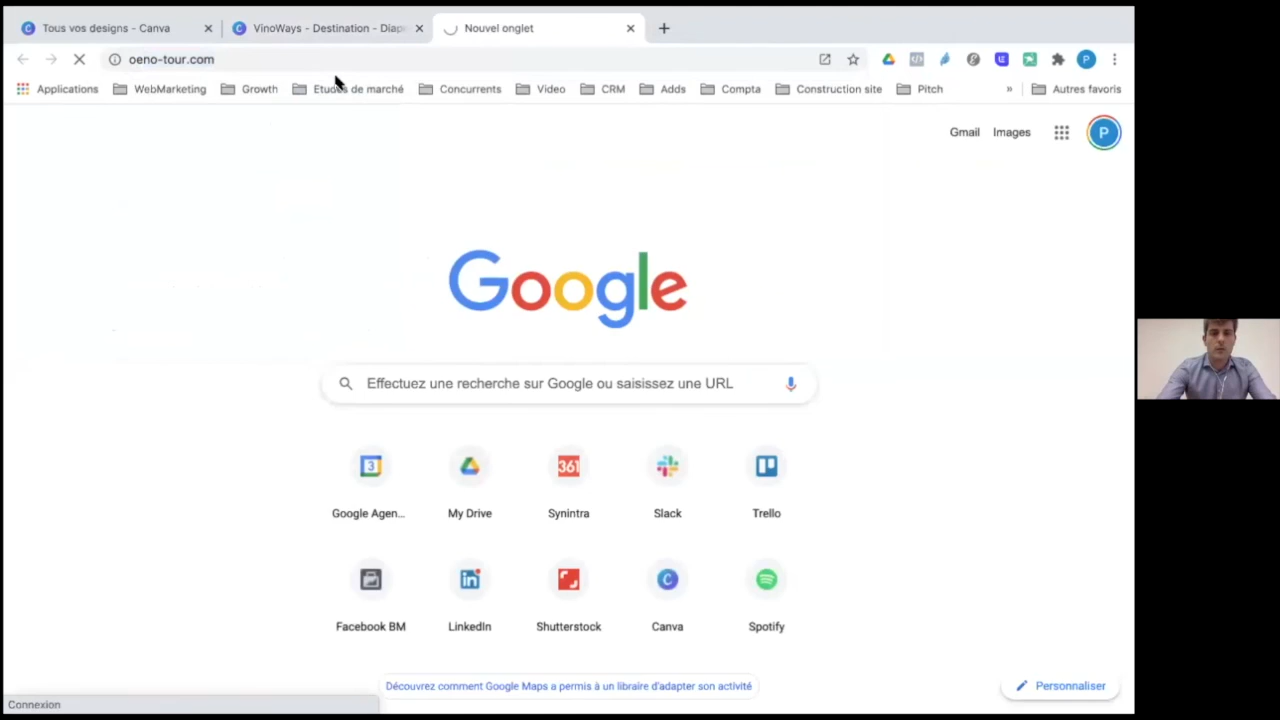 Tous vos designs - Canva
VinoWays - Destination - Diap
Nouvel onglet
oeno-tour.com
P
Applications
WebMarketing
Growth
Etudes de marché
Concurrents
Video
CRM
Adds
Compta
Construction site
Pitch
»
Autres favoris
Gmail
Images
P
Google
Effectuez une recherche sur Google ou saisissez une URL
3
361
Google Agen...
My Drive
Synintra
Slack
Trello
in
C
Facebook BM
LinkedIn
Shutterstock
Canva
Spotify
Découvrez comment Google Maps a permis à un libraire d'adapter son activité
Personnaliser
Connexion